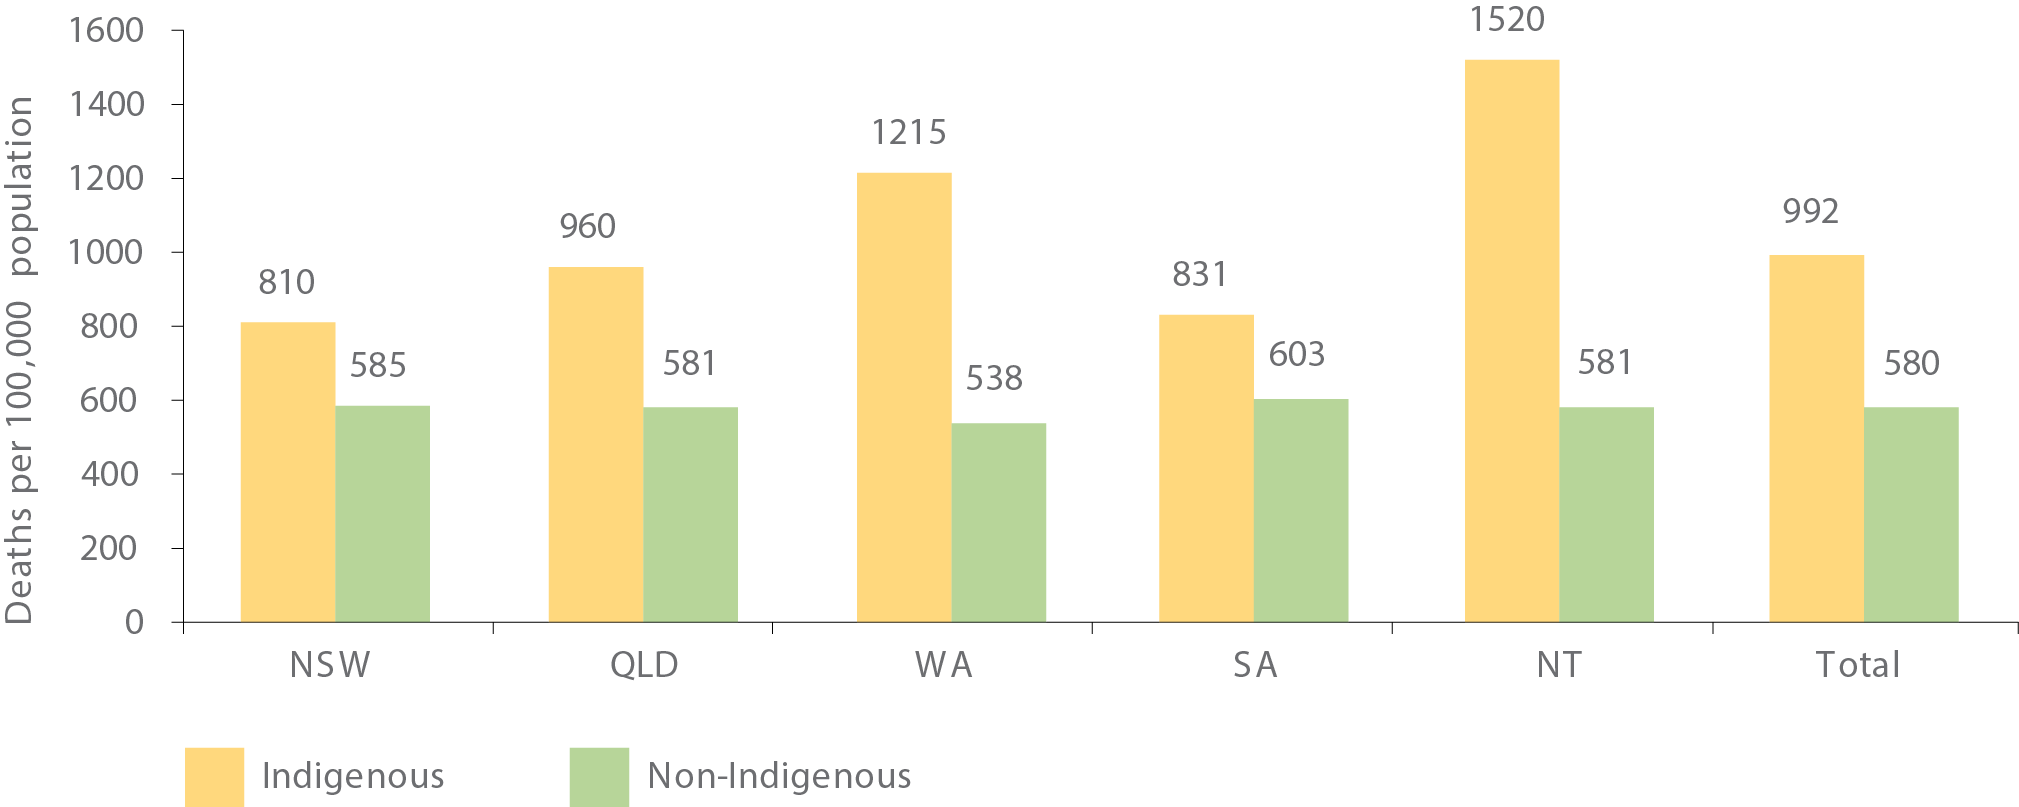 Deaths per 100,000 population
1600
1400
1200
1000
800
600
400
200
0
810
585
960
581
1215
538
831
603
1520
581
992
580
NSW
QLD
WA
SA
NT
Total
Indigenous
Non-Indigenous